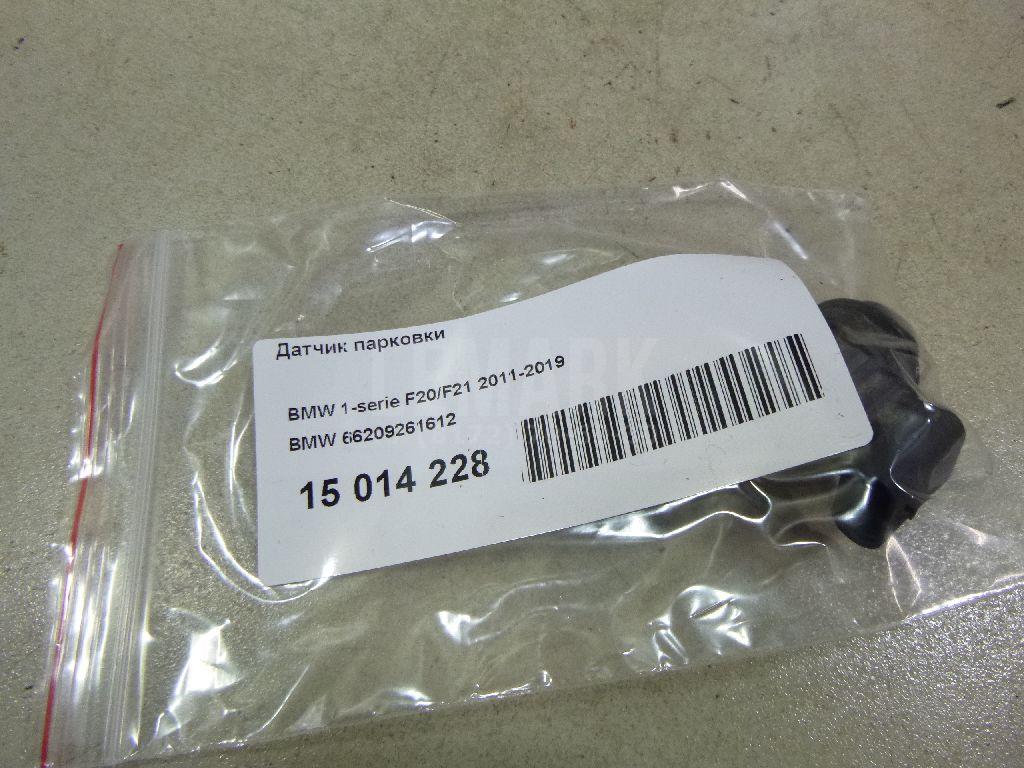 Датчик парковки
BMW 1-serie F20/F21 2011-2019
BMW 66209261612
15 014 228